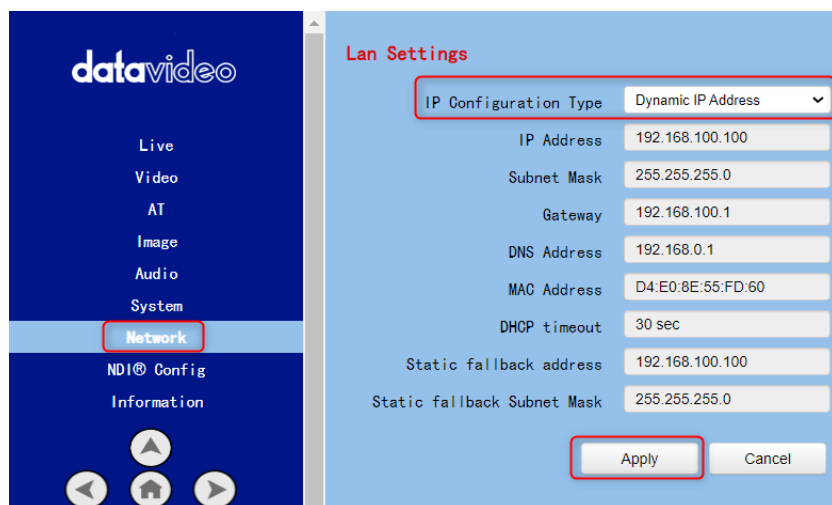 datavideo
Live
Video
AT
Image
Audio
System
Network
NDI® Config
Information
Lan Settings
IP Configuration Type Dynamic IP Address
IP Address 192.168.100.100
Subnet Mask 255.255.255.0
Gateway 192.168.100.1
DNS Address 192.168.0.1
MAC Address D4:E0:8E:55:FD:60
DHCP timeout 30 sec
Static fallback address 192.168.100.100
Static fallback Subnet Mask 255.255.255.0
Apply Cancel